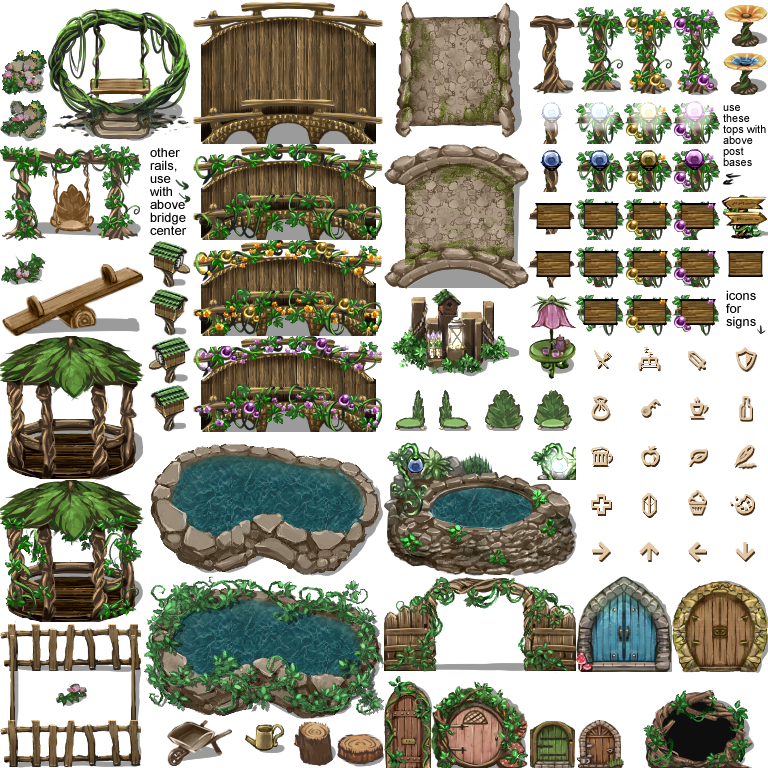 use
these
tops with
above
post
bases
other
rails,
use
with
above
bridge
center
icons
for
signs